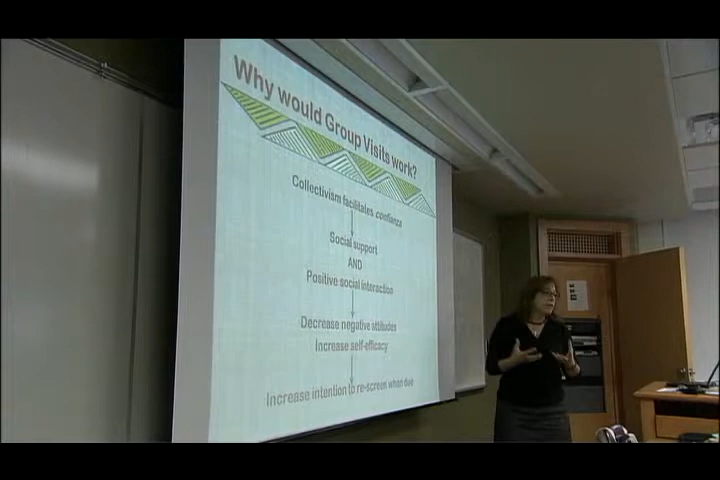 Why would Group Visits work?
Collectivism facilitates confianza
Social support
AND
Positive social interaction
Decrease negative attitudes
Increase self-efficacy
Increase intention to re-screen when due